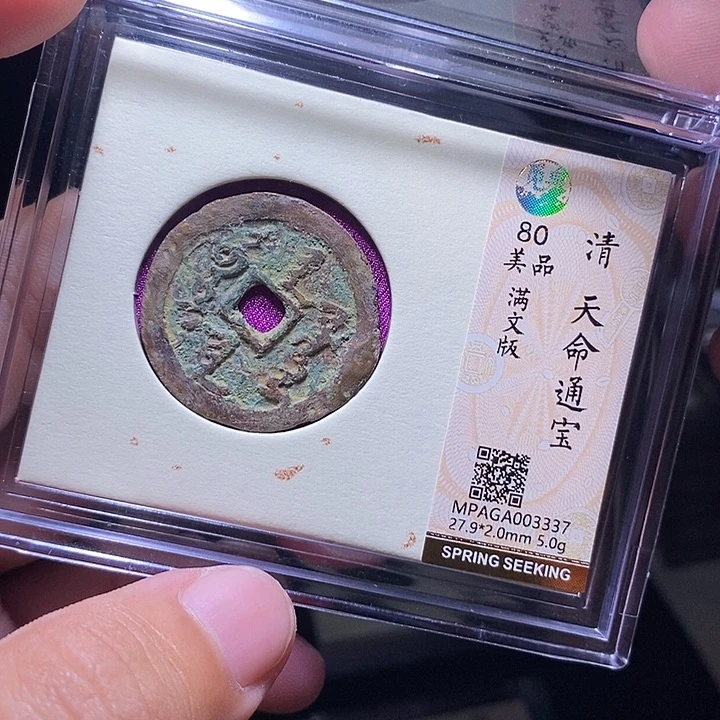 清 天命通宝
80
美品
满文版
MPAGA003337
27.9*2.0mm 5.0g
SPRING SEEKING